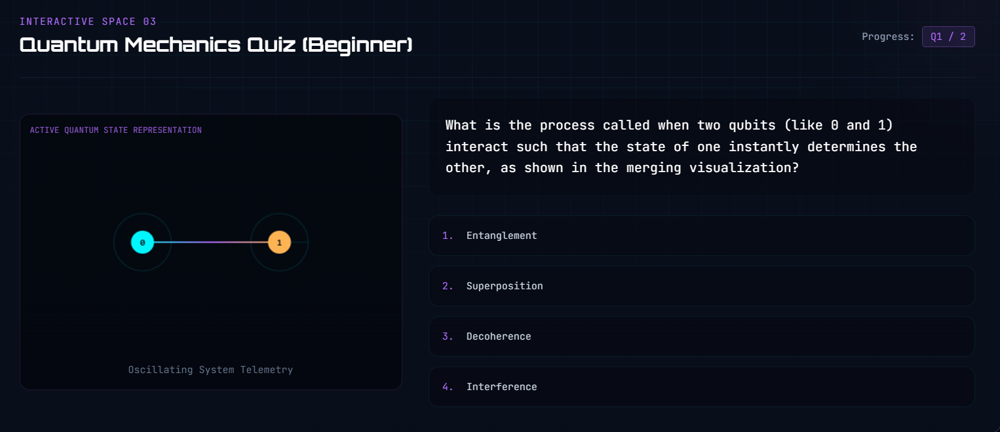 INTERACTIVE SPACE 03
Quantum Mechanics Quiz (Beginner)
Progress: Q1 / 2
ACTIVE QUANTUM STATE REPRESENTATION
0 1
Oscillating System Telemetry
What is the process called when two qubits (like 0 and 1)
interact such that the state of one instantly determines the
other, as shown in the merging visualization?
1. Entanglement
2. Superposition
3. Decoherence
4. Interference